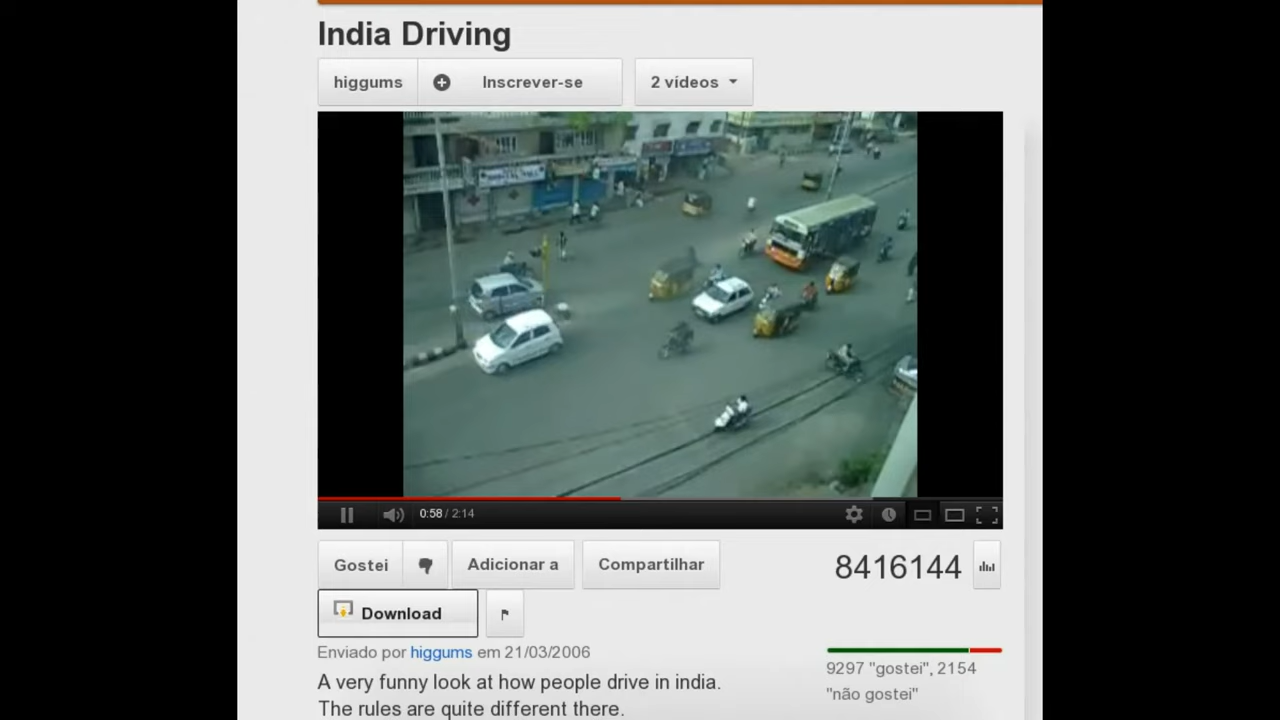 India Driving
higgums
Inscrever-se
2 vídeos
0:58 / 2:14
Gostei
Adicionar a
Compartilhar
8416144
Download
Enviado por higgums em 21/03/2006
9297 "gostei", 2154
"não gostei"
A very funny look at how people drive in india.
The rules are quite different there.